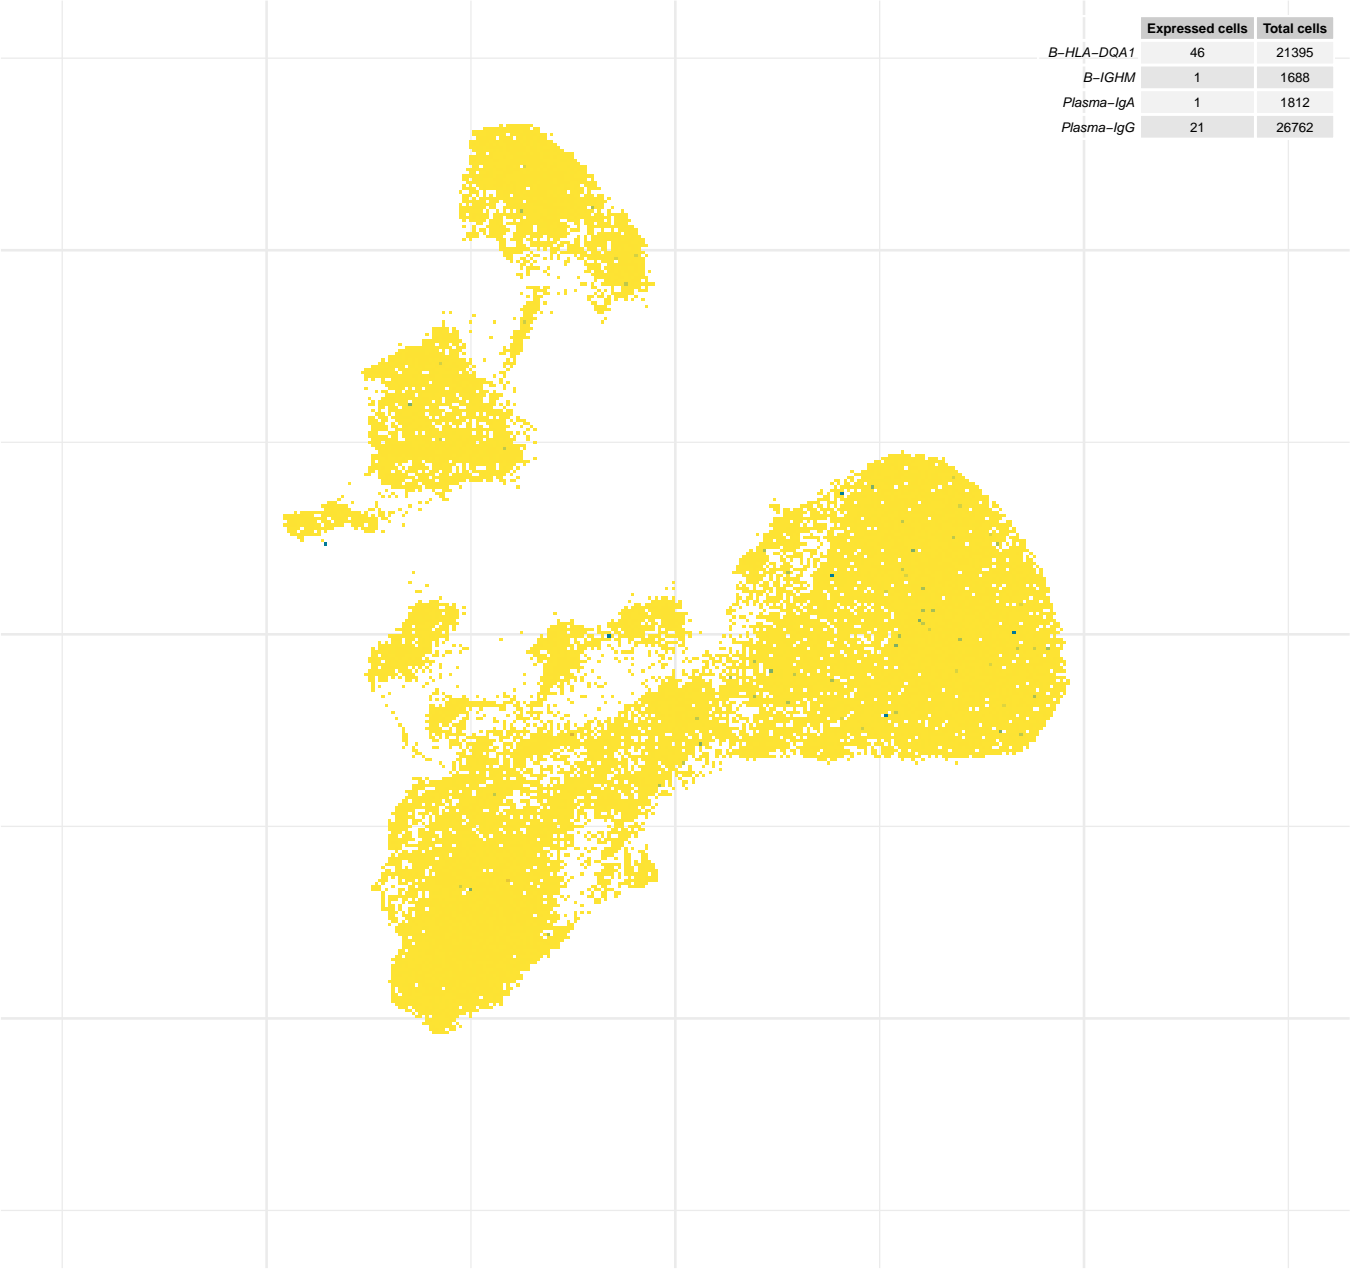 Expressed cells Total cells
B−HLA−DQA1 46 21395
B−IGHM 1 1688
Plasma−IgA 1 1812
Plasma−IgG 21 26762